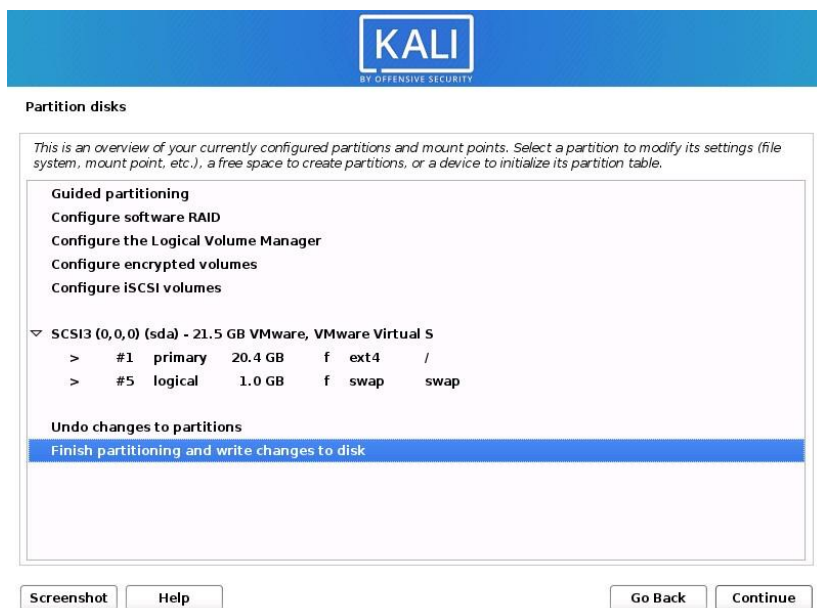 KALI
BY OFFENSIVE SECURITY
Partition disks
This is an overview of your currently configured partitions and mount points. Select a partition to modify its settings (file
system, mount point, etc.), a free space to create partitions, or a device to initialize its partition table.
Guided partitioning
Configure software RAID
Configure the Logical Volume Manager
Configure encrypted volumes
Configure iSCSI volumes
SCSI3 (0,0,0) (sda) - 21.5 GB VMware, VMware Virtual S
> #1 primary 20.4 GB f ext4 /
> #5 logical 1.0 GB f swap swap
Undo changes to partitions
Finish partitioning and write changes to disk
Screenshot Help Go Back Continue